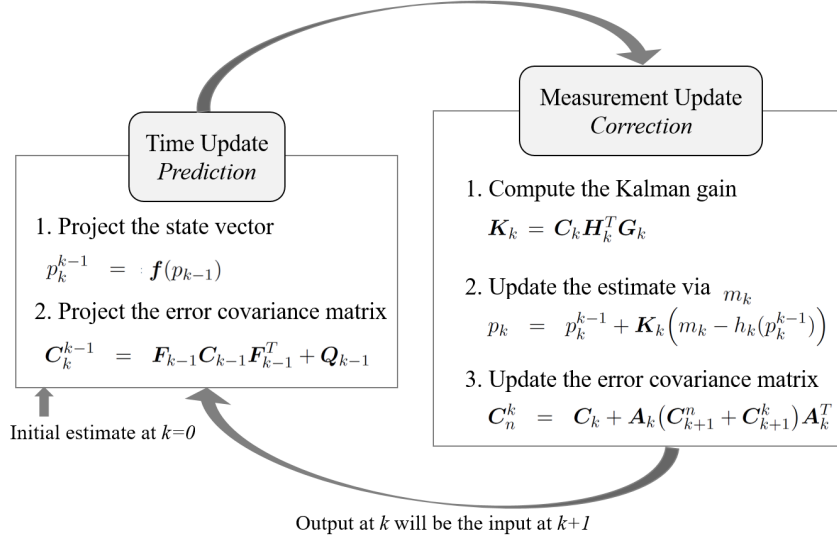 Time Update
Prediction
1. Project the state vector
p_k^{k-1} = f(p_{k-1})
2. Project the error covariance matrix
C_k^{k-1} = F_{k-1}C_{k-1}F_{k-1}^T + Q_{k-1}
Initial estimate at k=0
Measurement Update
Correction
1. Compute the Kalman gain
K_k = C_k H_k^T G_k
2. Update the estimate via m_k
p_k = p_k^{k-1} + K_k(m_k − h_k(p_k^{k-1}))
3. Update the error covariance matrix
C_n^k = C_k + A_k(C_{k+1}^n + C_{k+1}^k)A_k^T
Output at k will be the input at k+1